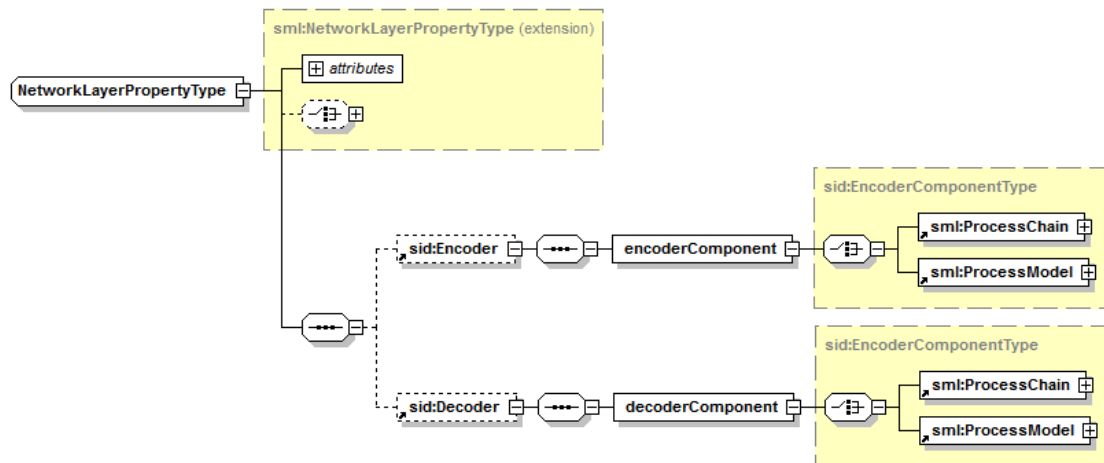 sml:NetworkLayerPropertyType (extension)
attributes
NetworkLayerPropertyType
sid:EncoderComponentType
sml:ProcessChain
sid:Encoder
encoderComponent
sml:ProcessModel
sid:EncoderComponentType
sml:ProcessChain
sid:Decoder
decoderComponent
sml:ProcessModel